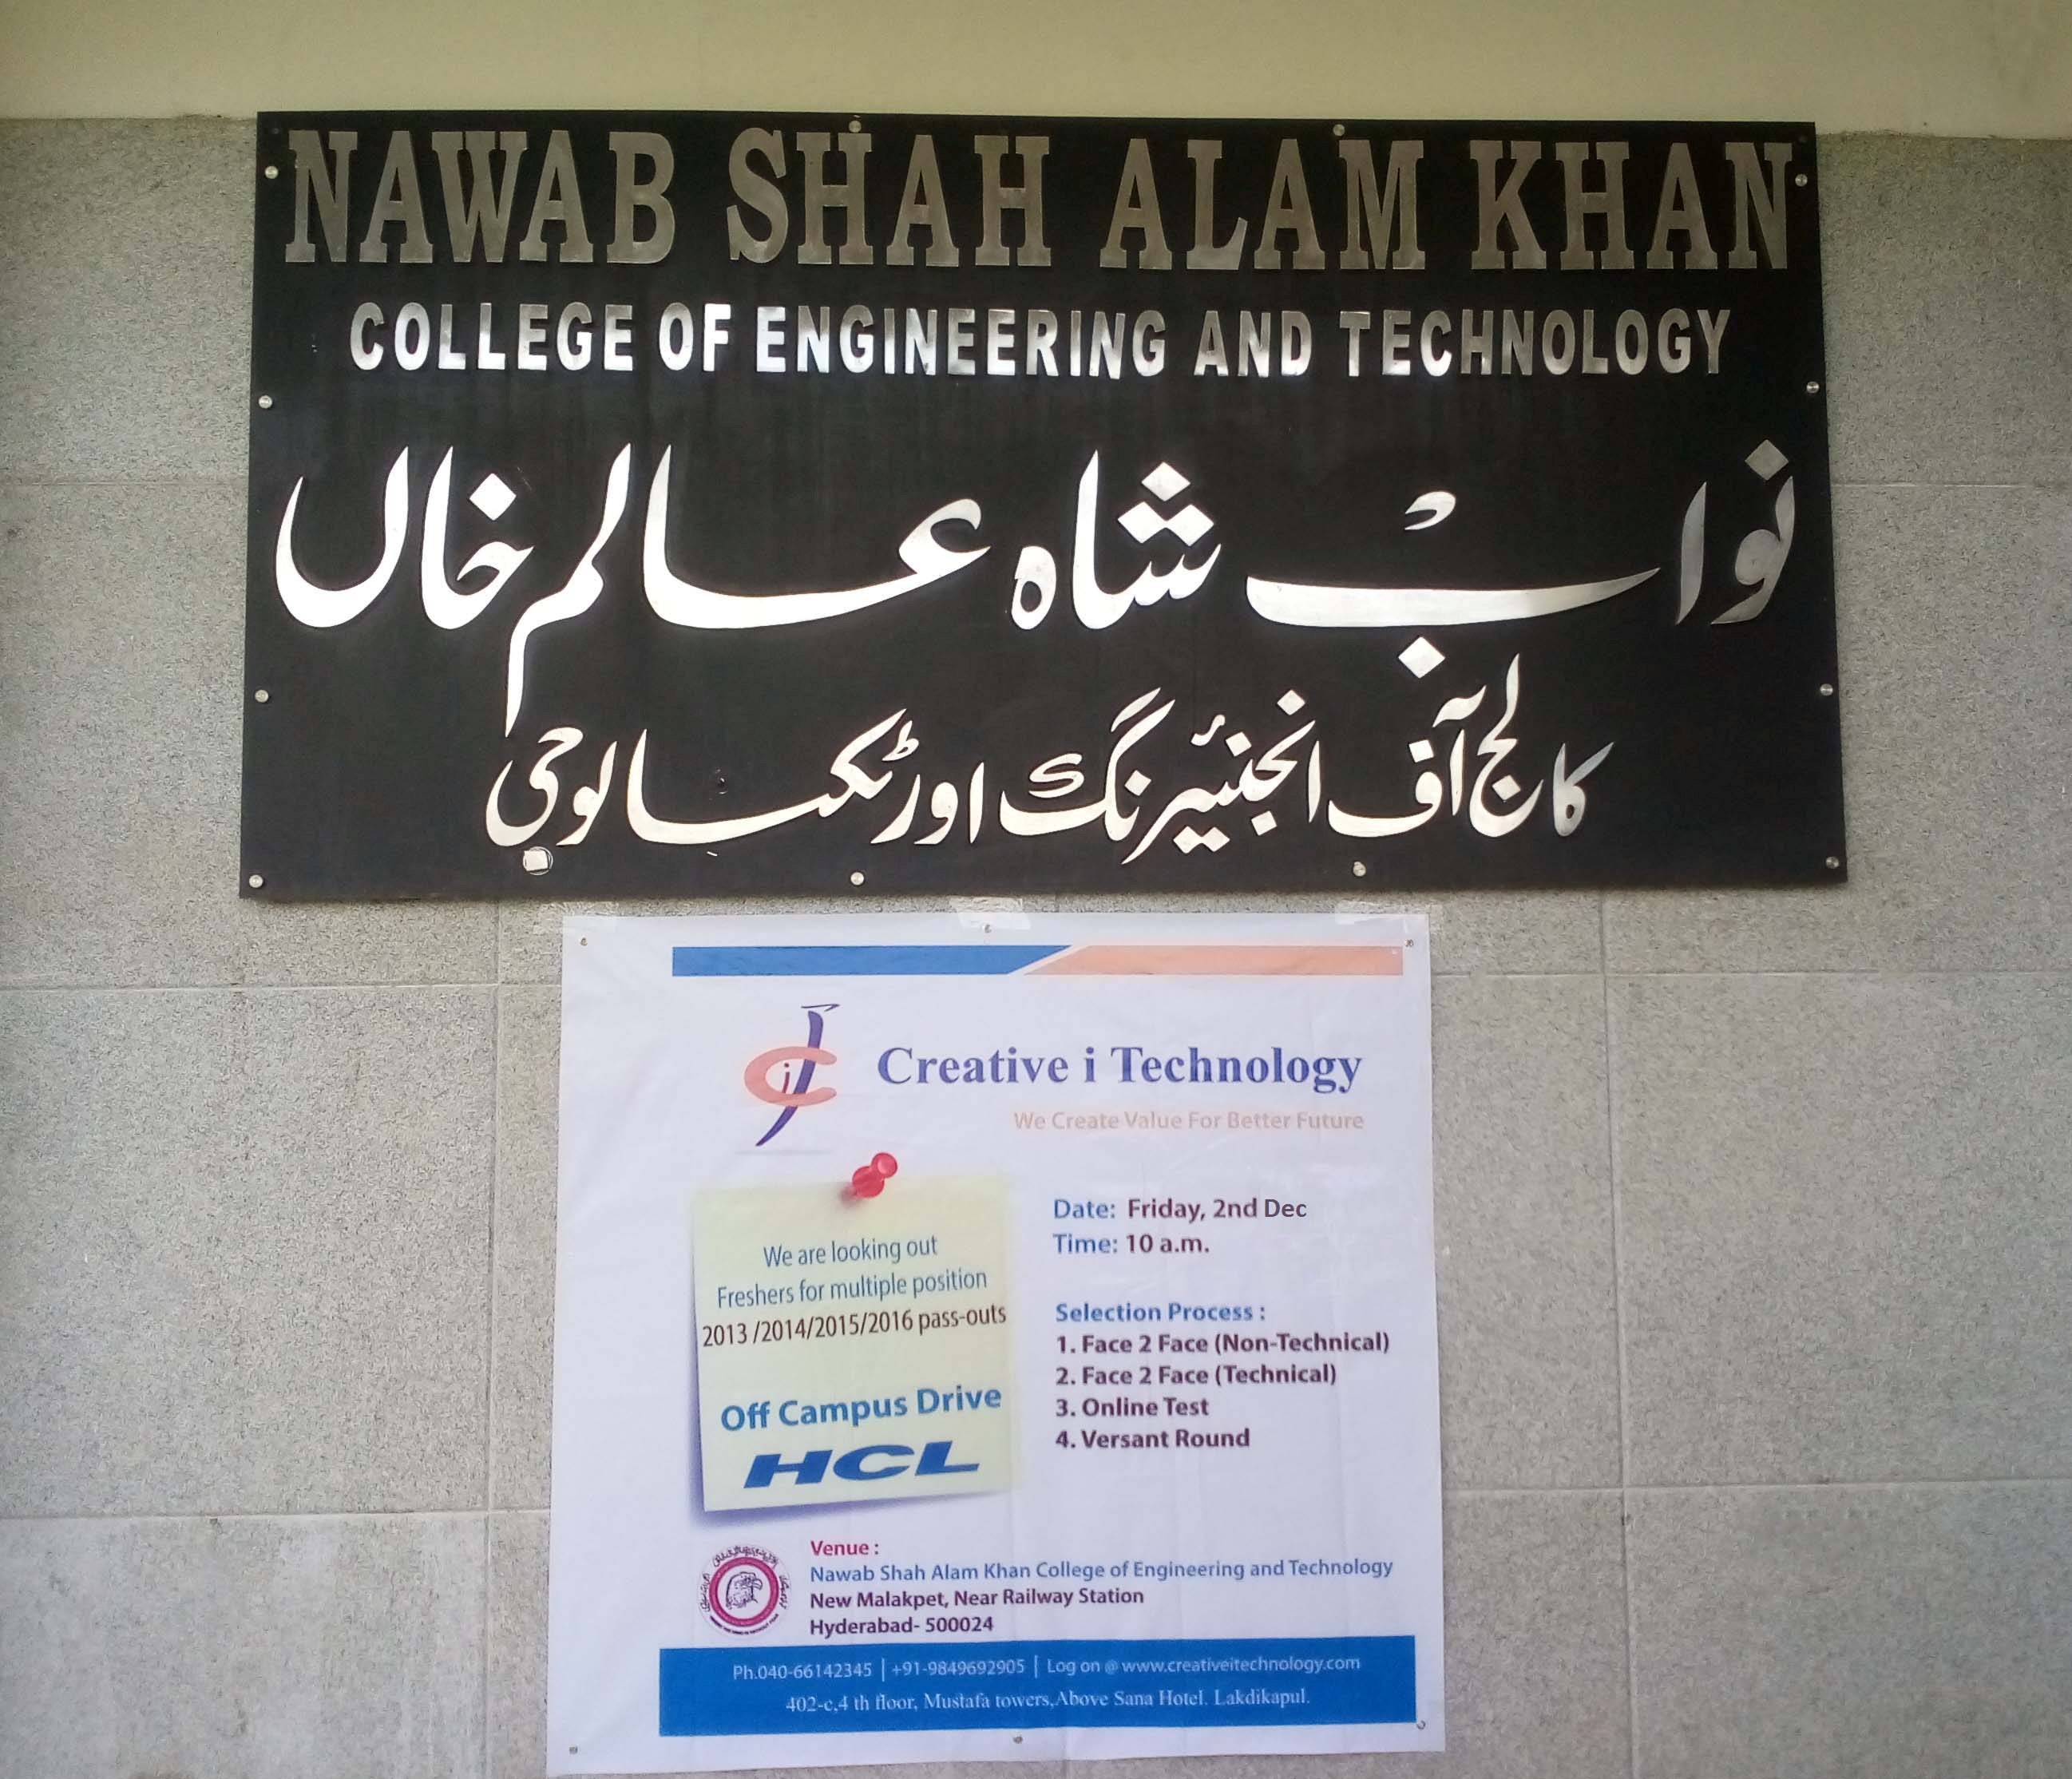 NAWAB SHAH ALAM KHAN
COLLEGE OF ENGINEERING AND TECHNOLOGY
نواب شاہ عالم خاں
کالج آف انجنئیرنگ اور ٹکنالوجی
Creative i Technology
We Create Value For Better Future
We are looking out
Freshers for multiple position
2013 /2014/2015/2016 pass-outs
Off Campus Drive
HCL
Date: Friday, 2nd Dec
Time: 10 a.m.
Selection Process :
1. Face 2 Face (Non-Technical)
2. Face 2 Face (Technical)
3. Online Test
4. Versant Round
Venue :
Nawab Shah Alam Khan College of Engineering and Technology
New Malakpet, Near Railway Station
Hyderabad- 500024
Ph.040-66142345 | +91-9849692905 | Log on @ www.creativeitechnology.com
402-c,4 th floor, Mustafa towers,Above Sana Hotel. Lakdikapul.